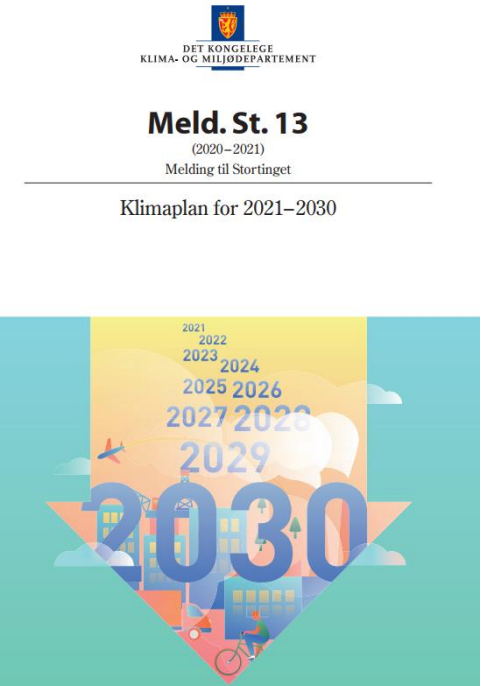 DET KONGELEGE
KLIMA- OG MILJØDEPARTEMENT
Meld. St. 13
(2020–2021)
Melding til Stortinget
Klimaplan for 2021–2030
2021
2022
2023
2024
2025 2026
2027 2028
2029
2030